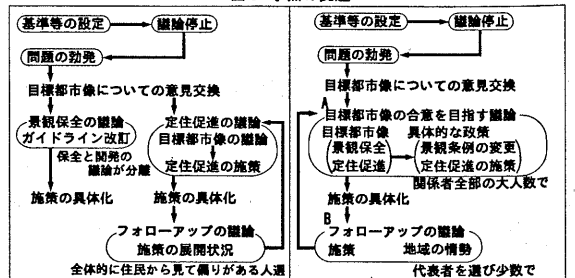 基準等の設定 議論停止
問題の勃発
目標都市像についての意見交換
景観保全の議論
ガイドライン改訂
保全と開発の
議論が分離
定住促進の議論
目標都市像の議論
定住促進の施策
施策の具体化 施策の具体化
フォローアップの議論
施策の展開状況
全体的に住民から見て偏りがある人選
基準等の設定 議論停止
問題の勃発
目標都市像についての意見交換
A
目標都市像の合意を目指す議論
目標都市像 具体的な政策
景観保全 景観条例の変更
定住促進 定住促進の施策
関係者全部の大人数で
施策の具体化
B
フォローアップの議論
施策 地域の情勢
代表者を選び少数で